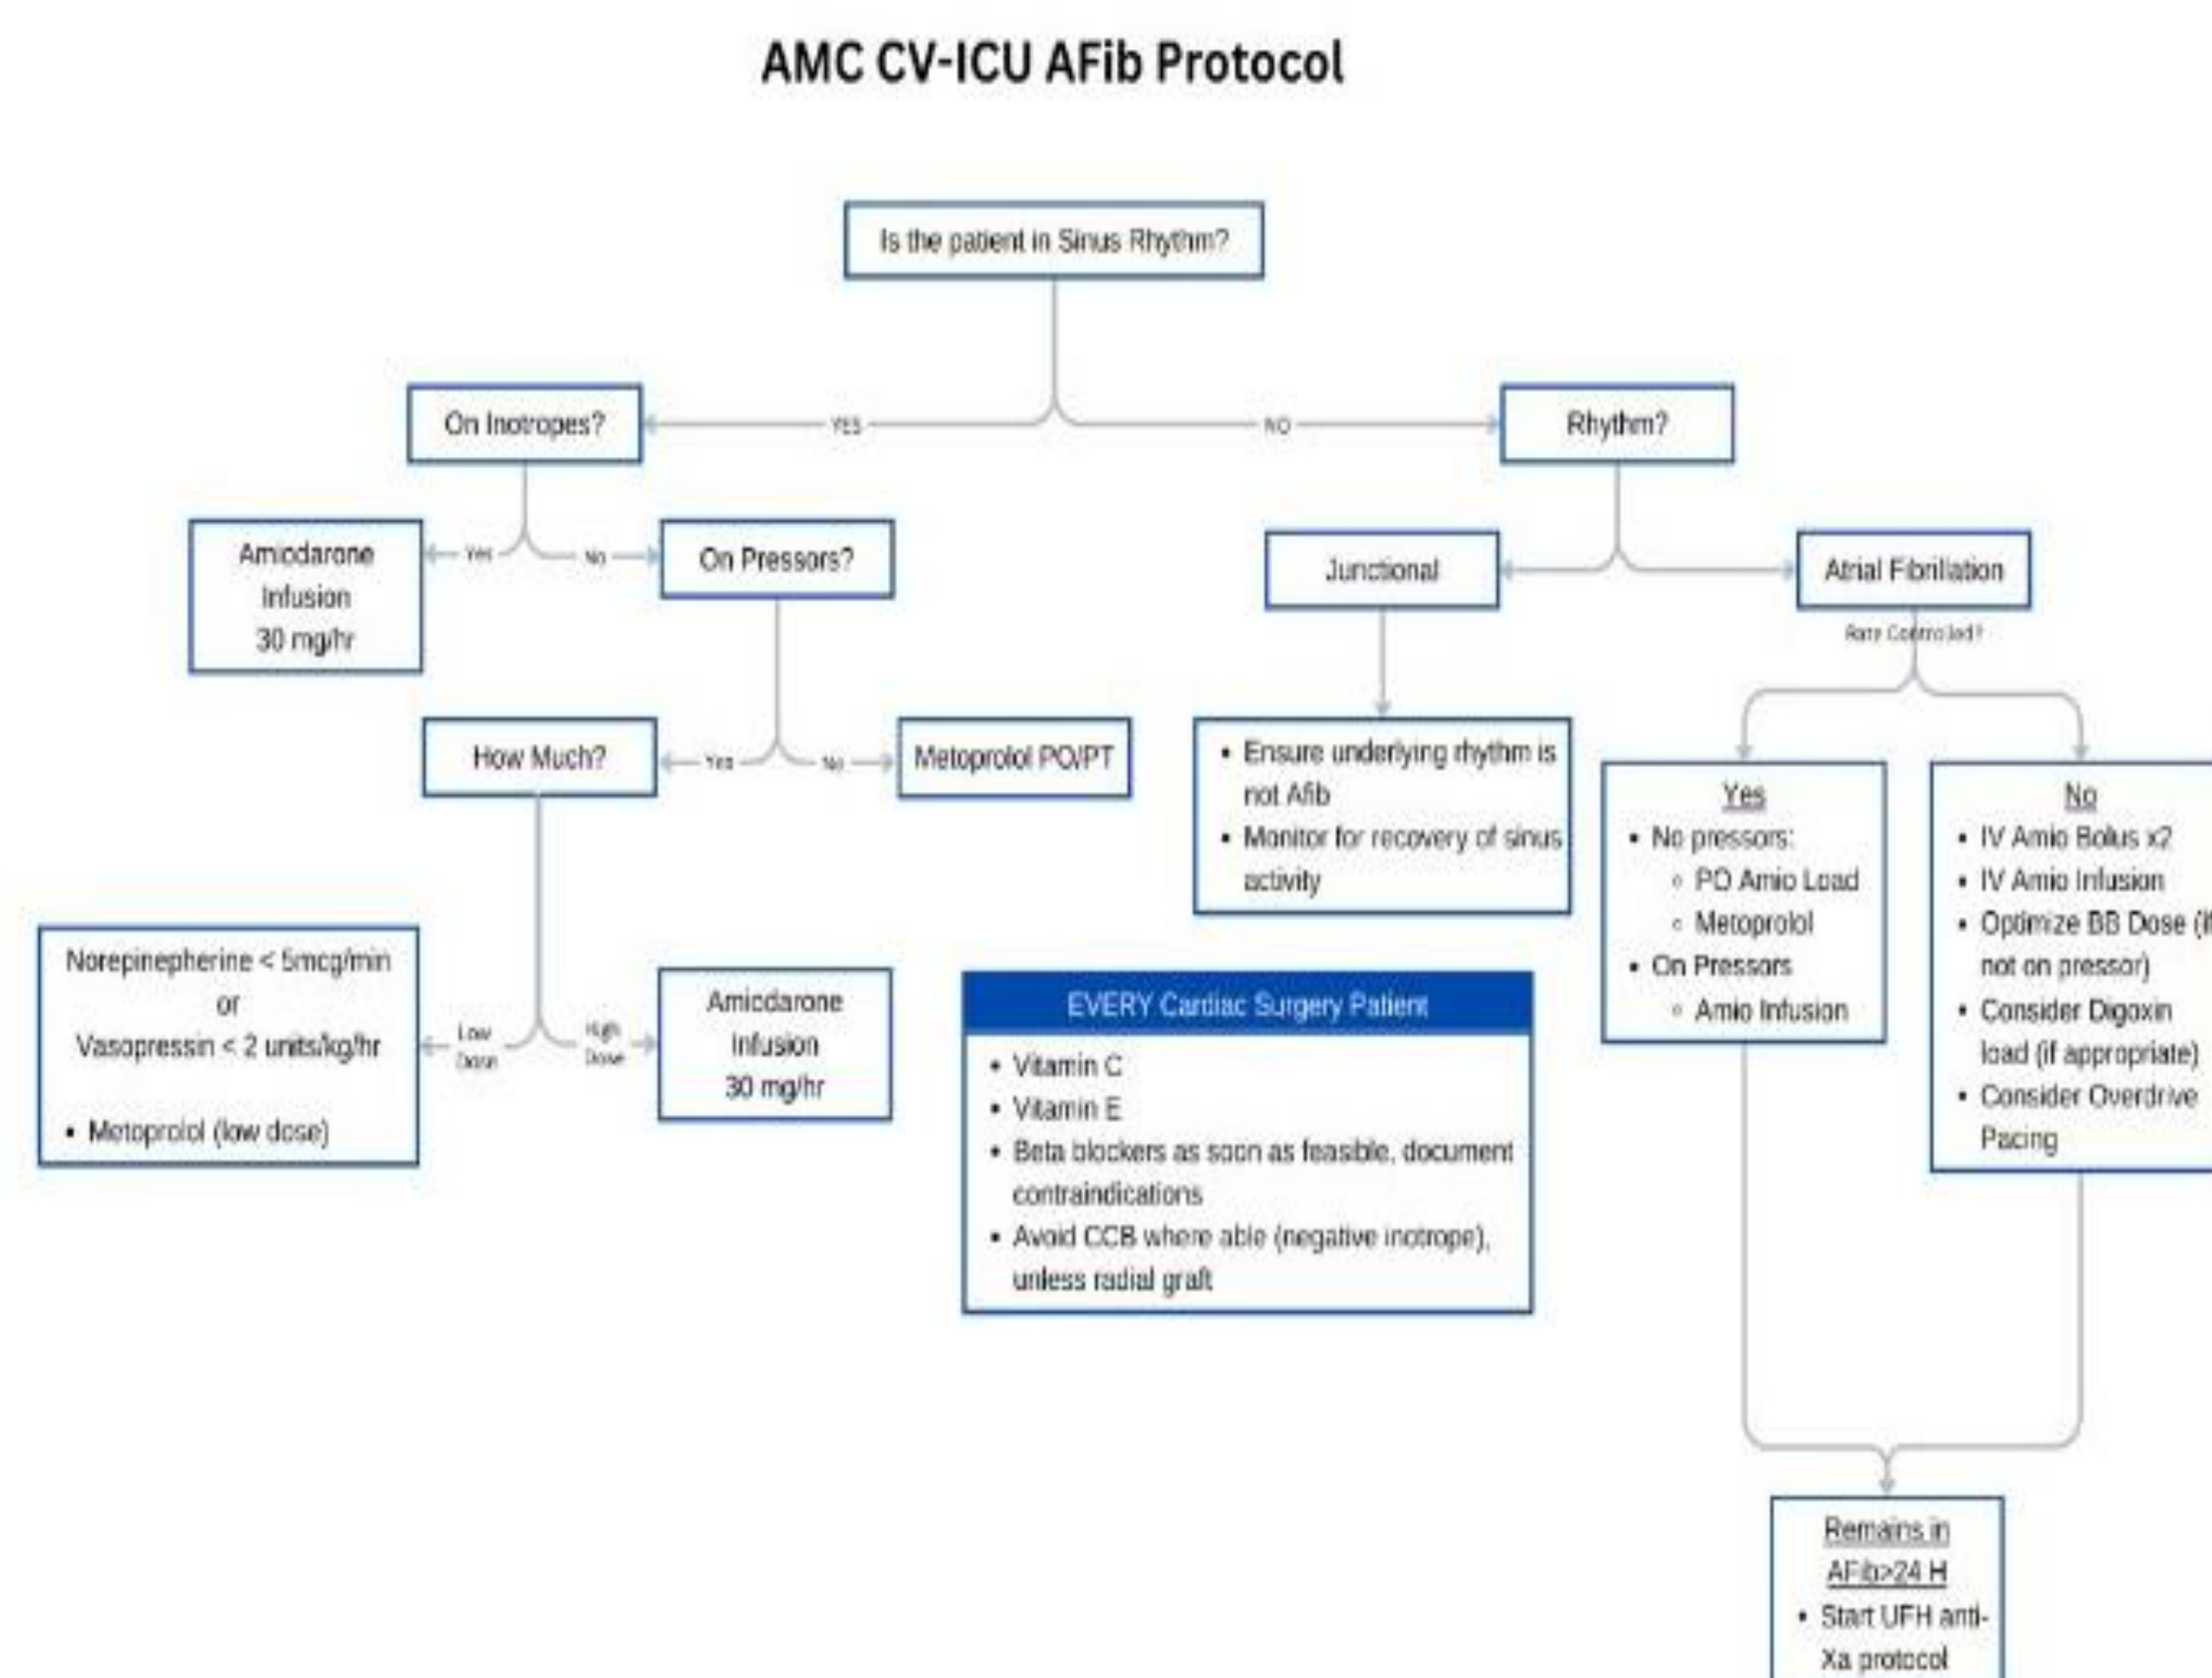 AMC CV-ICU AFib Protocol
Is the patient in Sinus Rhythm?
YES
NO
On Inotropes?
Rhythm?
Yes
No
Amiodarone
Infusion
30 mg/hr
On Pressors?
Junctional
Atrial Fibrillation
Rate Controlled?
How Much?
Yes
No
Metoprolol PO/PT
• Ensure underlying rhythm is
not Afib
• Monitor for recovery of sinus
activity
Yes
• No pressors:
◦ PO Amio Load
◦ Metoprolol
• On Pressors
◦ Amio Infusion
No
• IV Amio Bolus x2
• IV Amio Infusion
• Optimize BB Dose (if
not on pressor)
• Consider Digoxin
load (if appropriate)
• Consider Overdrive
Pacing
Norepinepherine < 5mcg/min
or
Vasopressin < 2 units/kg/hr
• Metoprolol (low dose)
Low
Dose
High
Dose
Amiodarone
Infusion
30 mg/hr
EVERY Cardiac Surgery Patient
• Vitamin C
• Vitamin E
• Beta blockers as soon as feasible, document
contraindications
• Avoid CCB where able (negative inotrope),
unless radial graft
Remains in
AFib>24 H
• Start UFH anti-
Xa protocol